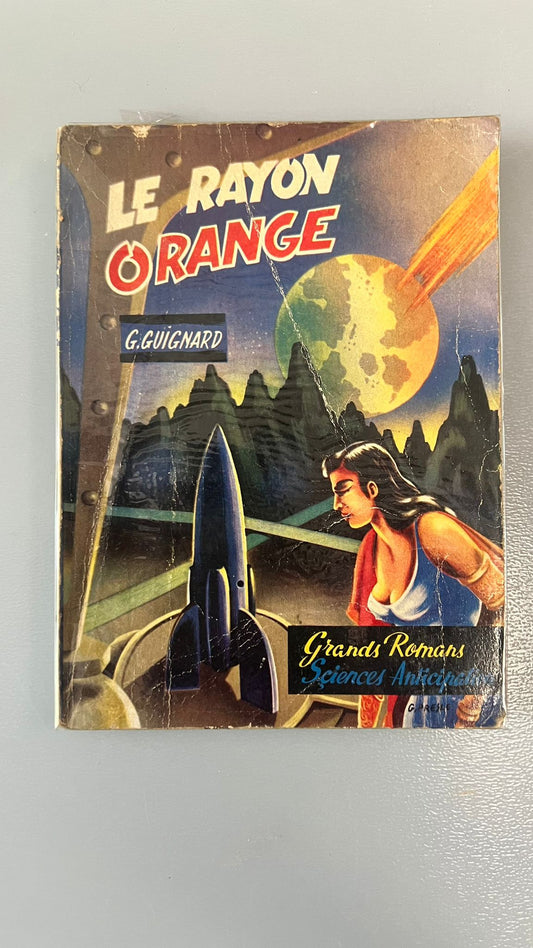 LE RAYON
ORANGE
G.GUIGNARD
Grands Romans
Sciences Anticipation